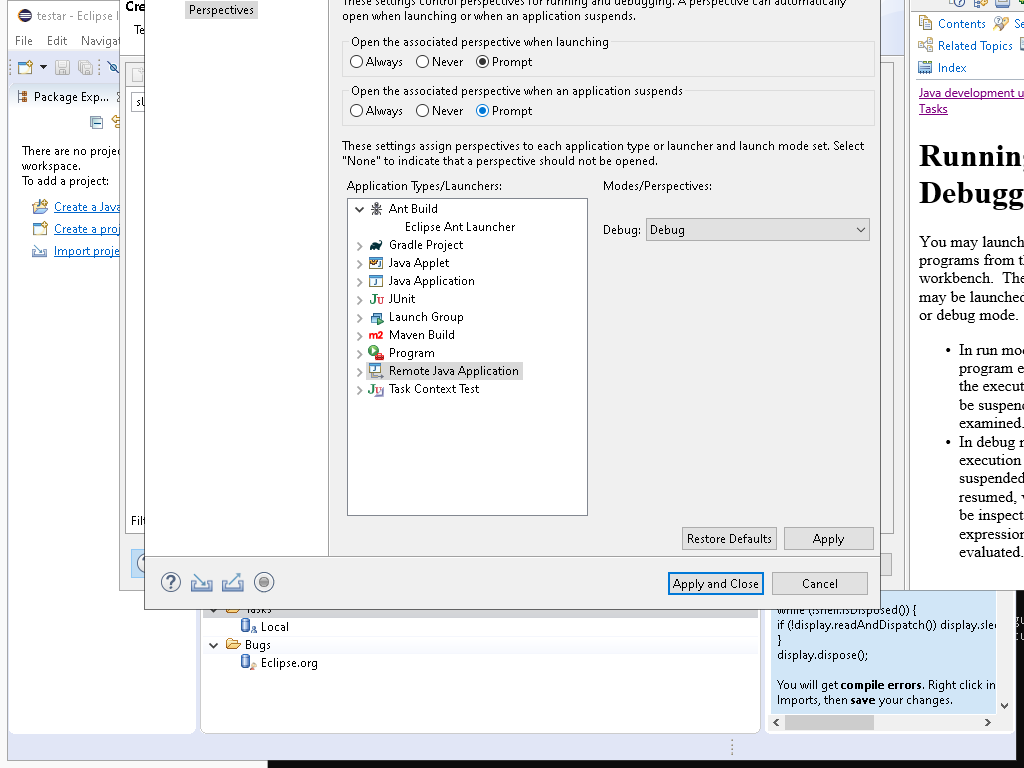 testar - Eclipse I
File Edit Navigat
Package Exp...
There are no proje
workspace.
To add a project:
Create a Java
Create a proj
Import proje
Cre
Te
Perspectives
These settings control perspectives for running and debugging. A perspective can automatically
open when launching or when an application suspends.
Open the associated perspective when launching
Always Never Prompt
Open the associated perspective when an application suspends
Always Never Prompt
These settings assign perspectives to each application type or launcher and launch mode set. Select
"None" to indicate that a perspective should not be opened.
Application Types/Launchers:
Modes/Perspectives:
Ant Build
Eclipse Ant Launcher
Gradle Project
Java Applet
Java Application
JUnit
Launch Group
Maven Build
Program
Remote Java Application
Task Context Test
Debug: Debug
Restore Defaults Apply
Apply and Close Cancel
Filt
Tasks
Local
Bugs
Eclipse.org
while (!shell.isDisposed()) {
if (!display.readAndDispatch()) display.slee
}
display.dispose();
You will get compile errors. Right click in
Imports, then save your changes.
Contents Se
Related Topics
Index
Java development u
Tasks
Running
Debugg
You may launch
programs from th
workbench. The
may be launched
or debug mode.
• In run mod
program e
the execut
be suspend
examined.
• In debug m
execution
suspended
resumed, v
be inspect
expression
evaluated.